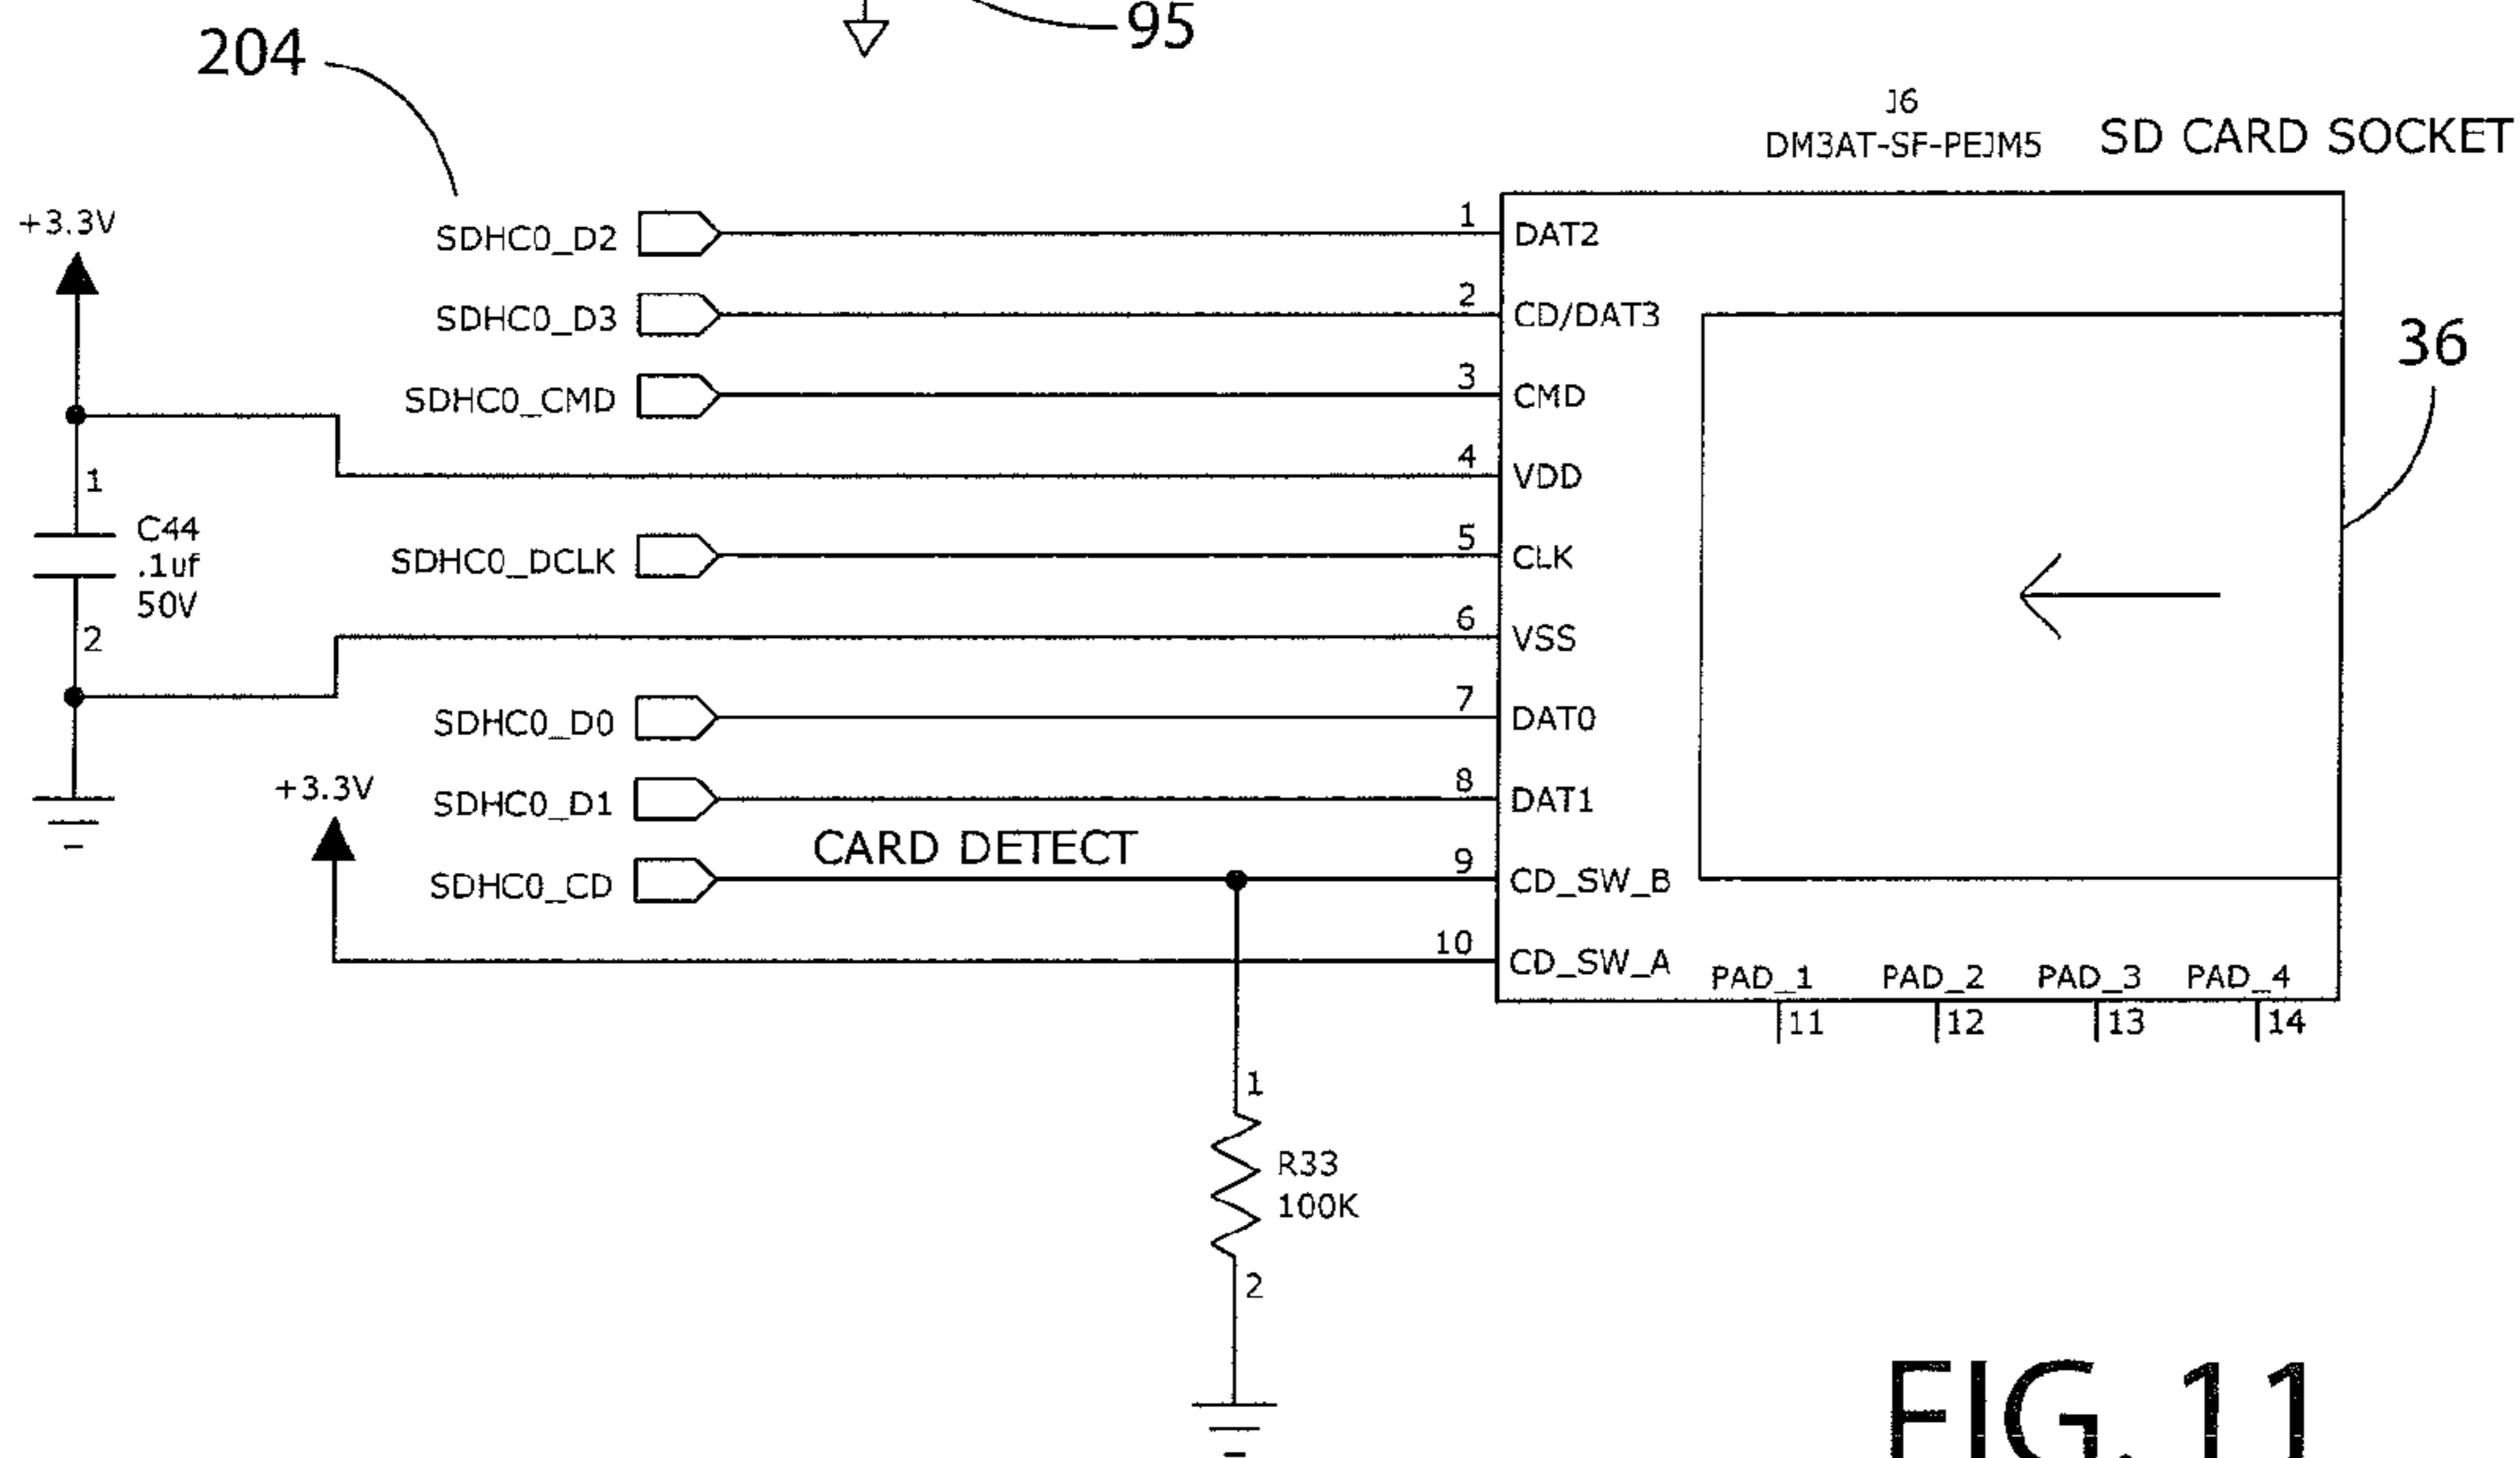 95
204
J6
DM3AT-SF-PEJM5
SD CARD SOCKET
+3.3V
SDHC0_D2
1
DAT2
SDHC0_D3
2
CD/DAT3
36
SDHC0_CMD
3
CMD
4
VDD
1
C44
.1uf
50V
2
SDHC0_DCLK
5
CLK
6
VSS
SDHC0_D0
7
DAT0
+3.3V
SDHC0_D1
8
DAT1
CARD DETECT
SDHC0_CD
9
CD_SW_B
10
CD_SW_A
PAD_1
PAD_2
PAD_3
PAD_4
11
12
13
14
1
R33
100K
2
FIG. 11